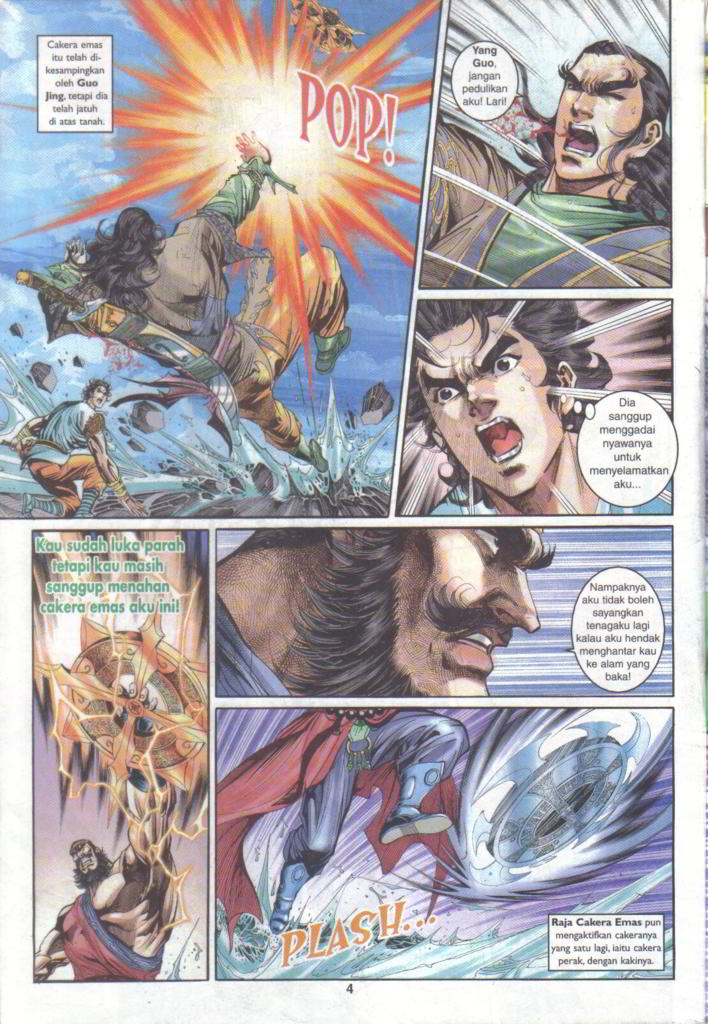 Cakera emas
itu telah di-
kesampingkan
oleh Guo
Jing, tetapi dia
telah jatuh
di atas tanah.
POP!
Yang
Guo,
jangan
pedulikan
aku! Lari!
Dia
sanggup
menggadai
nyawanya
untuk
menyelamatkan
aku...
Kau sudah luka parah
tetapi kau masih
sanggup menahan
cakera emas aku ini!
Nampaknya
aku tidak boleh
sayangkan
tenagaku lagi
kalau aku hendak
menghantar kau
ke alam yang
baka!
PLASH...
Raja Cakera Emas pun
mengaktifkan cakeranya
yang satu lagi, iaitu cakera
perak, dengan kakinya.
4